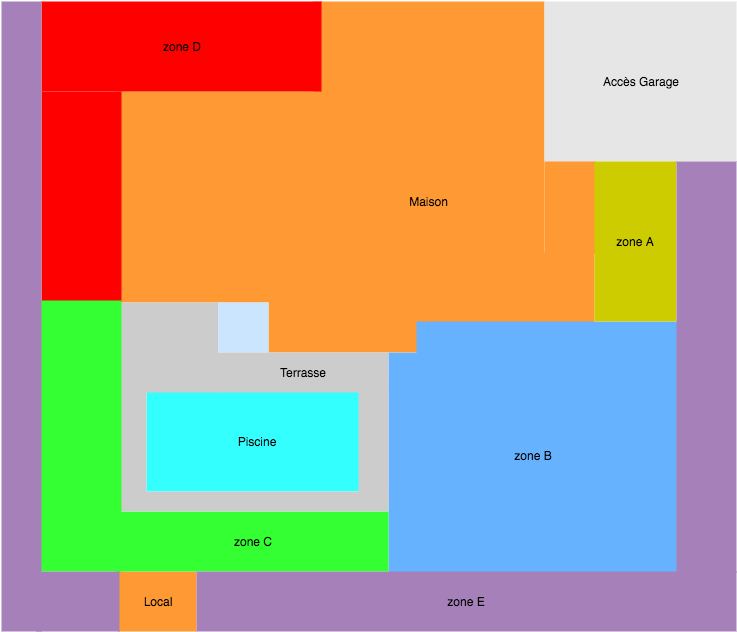 zone D
Accès Garage
Maison
zone A
Terrasse
Piscine
zone B
zone C
Local
zone E